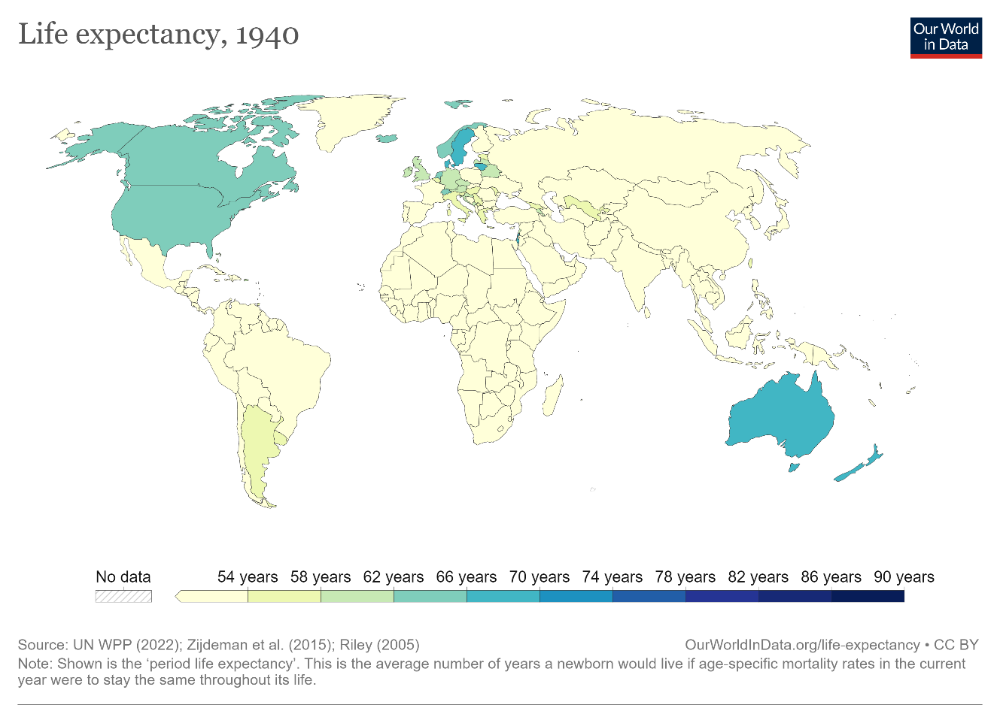 Life expectancy, 1940
Our World
in Data
No data
54 years 58 years 62 years 66 years 70 years 74 years 78 years 82 years 86 years 90 years
Source: UN WPP (2022); Zijdeman et al. (2015); Riley (2005)
OurWorldInData.org/life-expectancy • CC BY
Note: Shown is the ‘period life expectancy’. This is the average number of years a newborn would live if age-specific mortality rates in the current
year were to stay the same throughout its life.